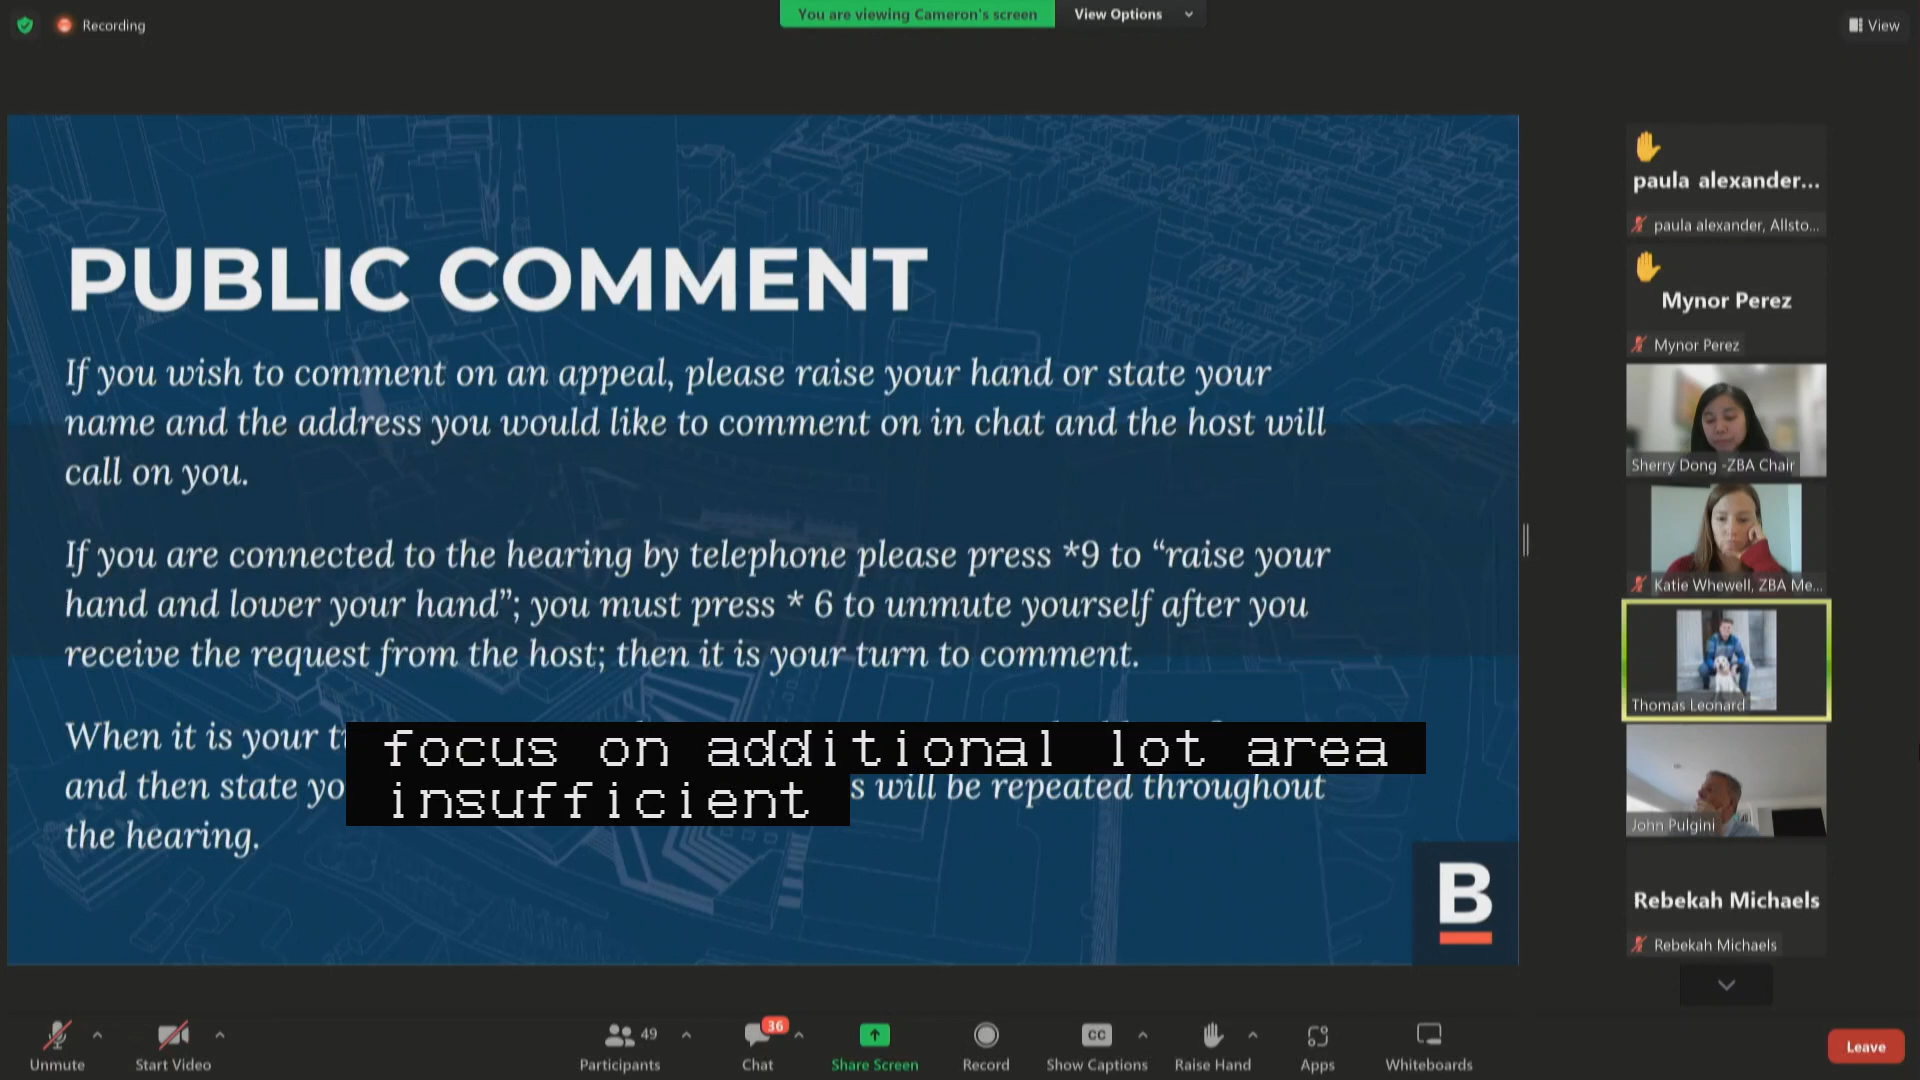 Recording
You are viewing Cameron's screen
View Options
View
PUBLIC COMMENT
If you wish to comment on an appeal, please raise your hand or state your
name and the address you would like to comment on in chat and the host will
call on you.
If you are connected to the hearing by telephone please press *9 to “raise your
hand and lower your hand”; you must press * 6 to unmute yourself after you
receive the request from the host; then it is your turn to comment.
When it is your
and then state
s will be repeated throughout
the hearing.
focus on additional lot area
insufficient
B
paula alexander...
paula alexander, Allsto...
Mynor Perez
Mynor Perez
Sherry Dong -ZBA Chair
Katie Whewell, ZBA Me...
Thomas Leonard
John Pulgini
Rebekah Michaels
Rebekah Michaels
Unmute
Start Video
49
Participants
36
Chat
Share Screen
Record
CC
Show Captions
Raise Hand
Apps
Whiteboards
Leave